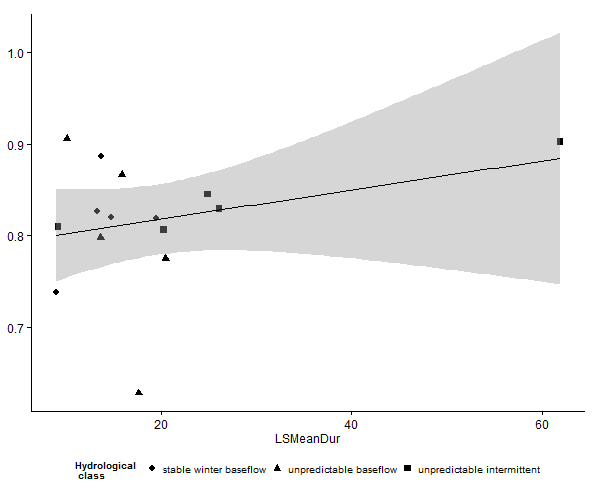 1.0
0.9
0.8
0.7
20 40 60
LSMeanDur
Hydrological
class
stable winter baseflow unpredictable baseflow unpredictable intermittent